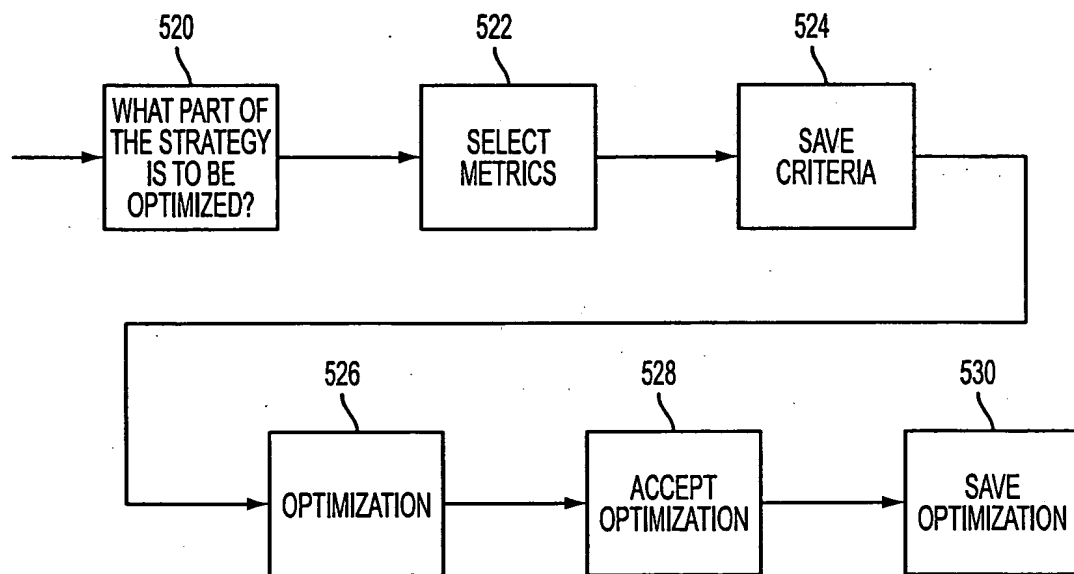 520
522
524
WHAT PART OF
THE STRATEGY
IS TO BE
OPTIMIZED?
SELECT
METRICS
SAVE
CRITERIA
526
528
530
OPTIMIZATION
ACCEPT
OPTIMIZATION
SAVE
OPTIMIZATION